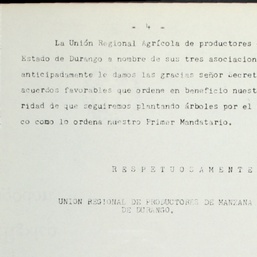 - 4 -
La Unión Regional Agrícola de productores
Estado de Durango a nombre de sus tres asociacion
anticipadamente le damos las gracias señor Secret
acuerdos favorables que ordene en beneficio nuest
ridad de que seguiremos plantando Árboles por el
co como lo ordena nuestro Primer Mandatario.
R E S P E T U O S A M E N T E
UNION REGIONAL DE PRODUCTORES DE MANZANA
DE DURANGO,